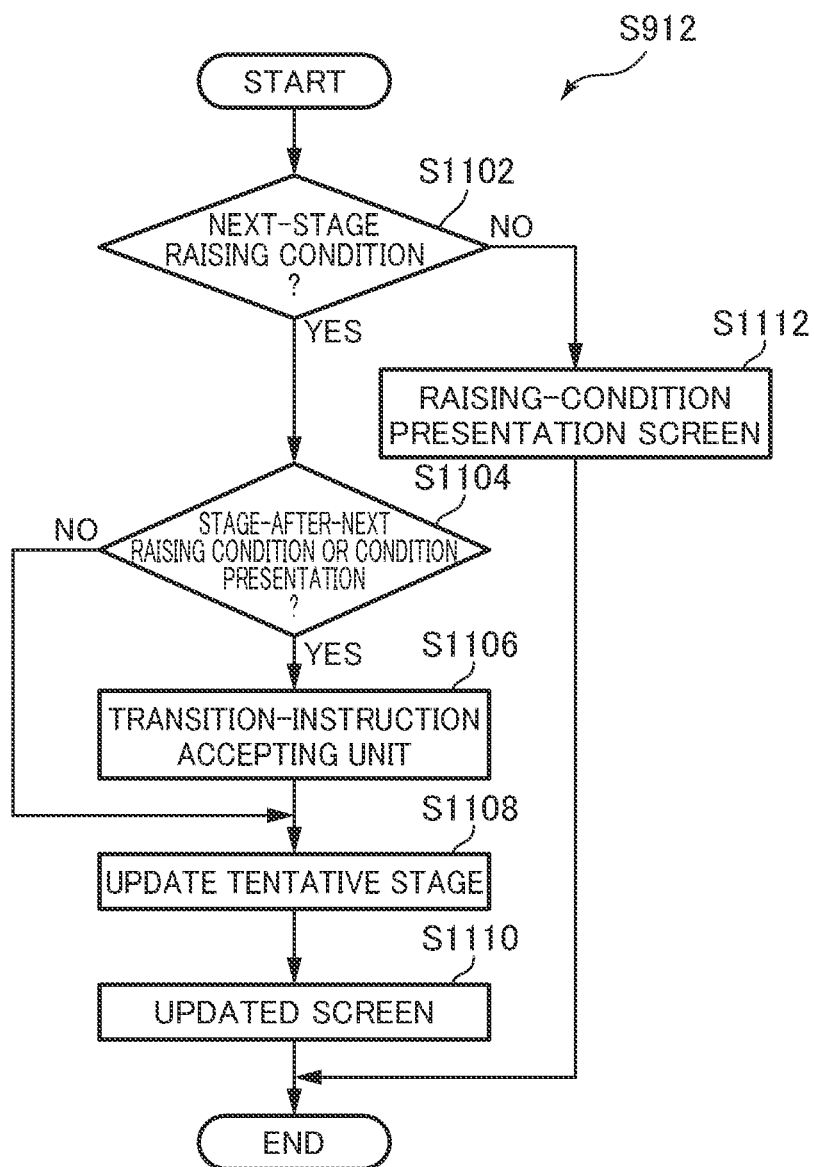 S912
START
S1102
NEXT-STAGE
RAISING CONDITION
?
NO
YES
S1112
RAISING-CONDITION
PRESENTATION SCREEN
S1104
NO
STAGE-AFTER-NEXT
RAISING CONDITION OR CONDITION
PRESENTATION
?
YES
S1106
TRANSITION-INSTRUCTION
ACCEPTING UNIT
S1108
UPDATE TENTATIVE STAGE
S1110
UPDATED SCREEN
END